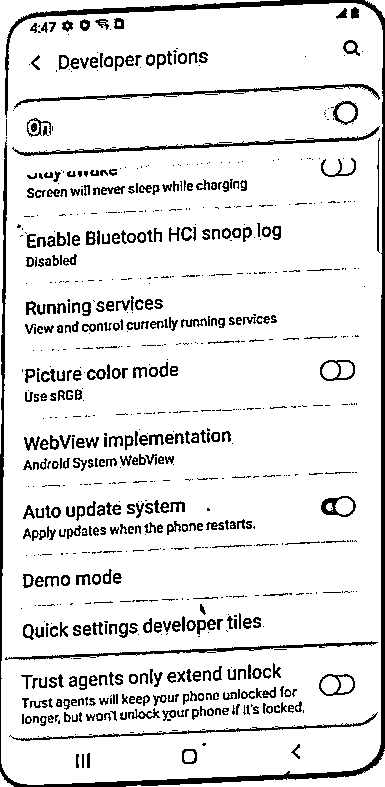 4:47
Developer options
On
Stay awake
Screen will never sleep while charging
Enable Bluetooth HCI snoop log
Disabled
Running services
View and control currently running services
Picture color mode
Use sRGB
WebView implementation
Android System WebView
Auto update system
Apply updates when the phone restarts.
Demo mode
Quick settings developer tiles
Trust agents only extend unlock
Trust agents will keep your phone unlocked for
longer, but won't unlock your phone if it's locked.